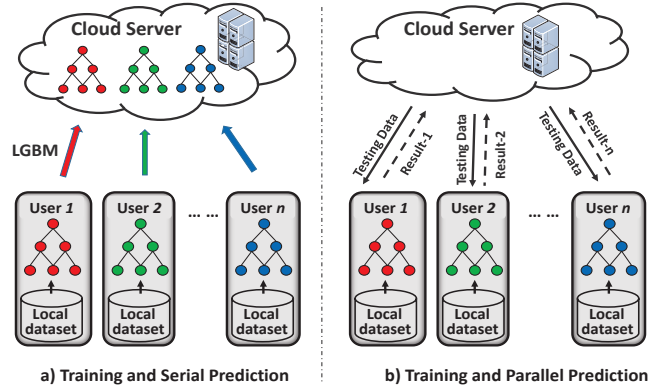 Cloud Server
LGBM
User 1
User 2
... ...
User n
Local
dataset
Local
dataset
Local
dataset
a) Training and Serial Prediction
Cloud Server
Testing Data
Result-1
Testing Data
Result-2
Testing Data
Result-n
User 1
User 2
... ...
User n
Local
dataset
Local
dataset
Local
dataset
b) Training and Parallel Prediction